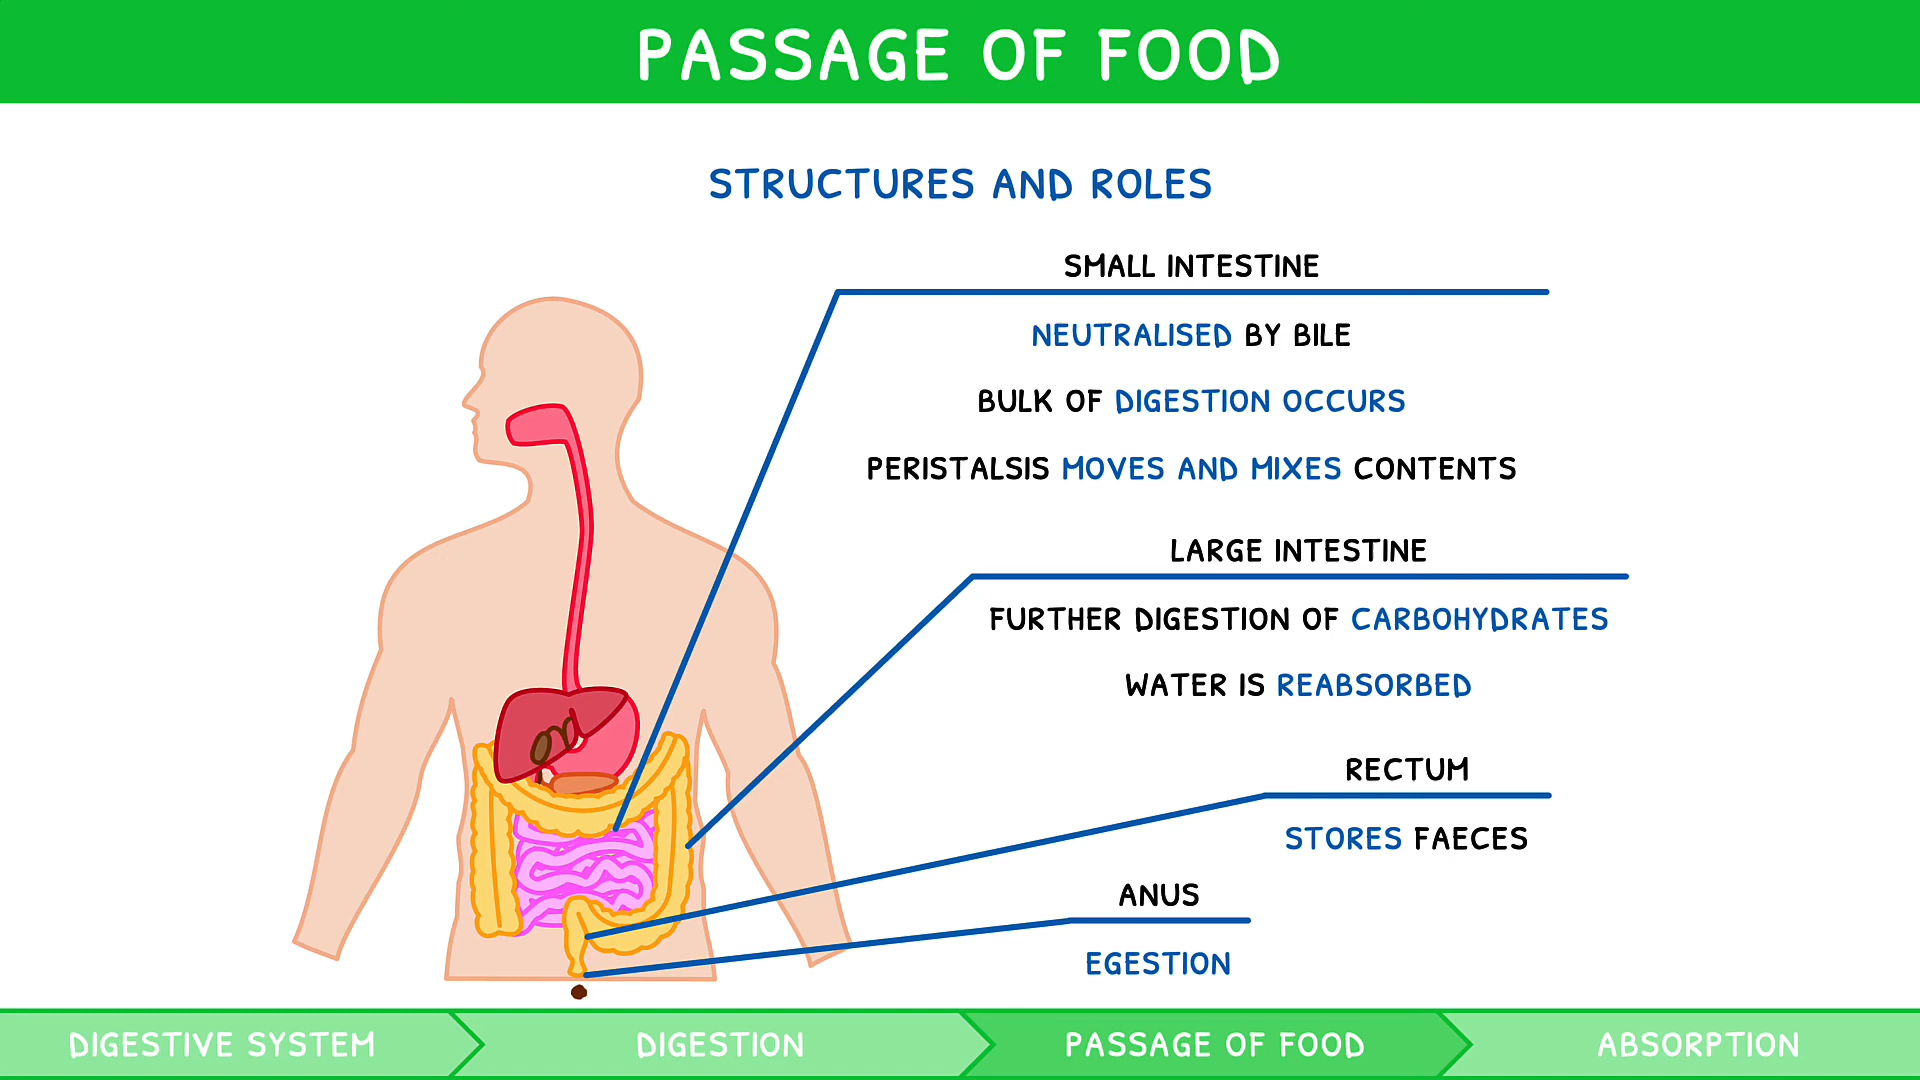 PASSAGE OF FOOD
STRUCTURES AND ROLES
SMALL INTESTINE
NEUTRALISED BY BILE
BULK OF DIGESTION OCCURS
PERISTALSIS MOVES AND MIXES CONTENTS
LARGE INTESTINE
FURTHER DIGESTION OF CARBOHYDRATES
WATER IS REABSORBED
RECTUM
STORES FAECES
ANUS
EGESTION
DIGESTIVE SYSTEM
DIGESTION
PASSAGE OF FOOD
ABSORPTION